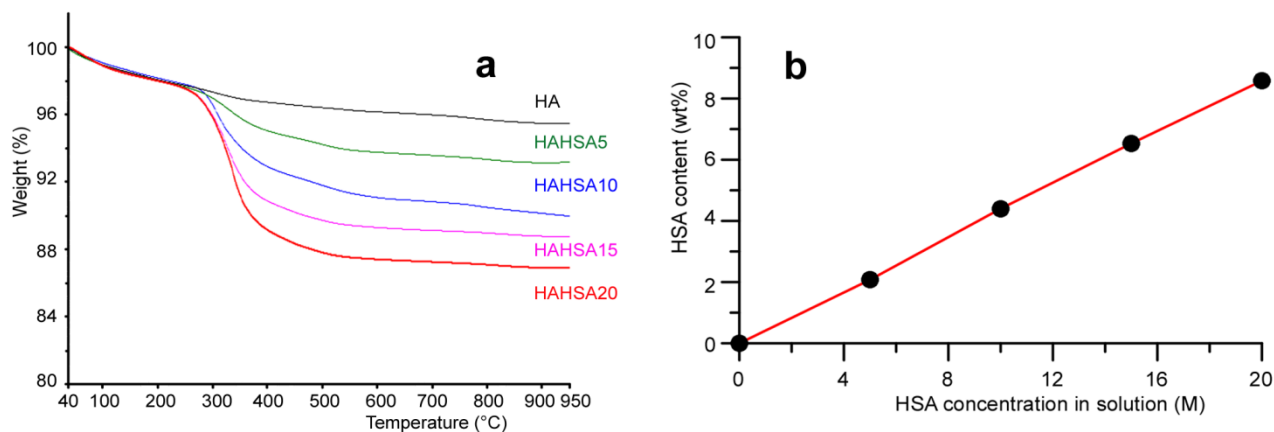 a
100
96
92
88
84
80
Weight (%)
HA
HAHSA5
HAHSA10
HAHSA15
HAHSA20
40 100 200 300 400 500 600 700 800 900 950
Temperature (°C)
b
10
8
6
4
2
0
HSA content (wt%)
0 4 8 12 16 20
HSA concentration in solution (M)